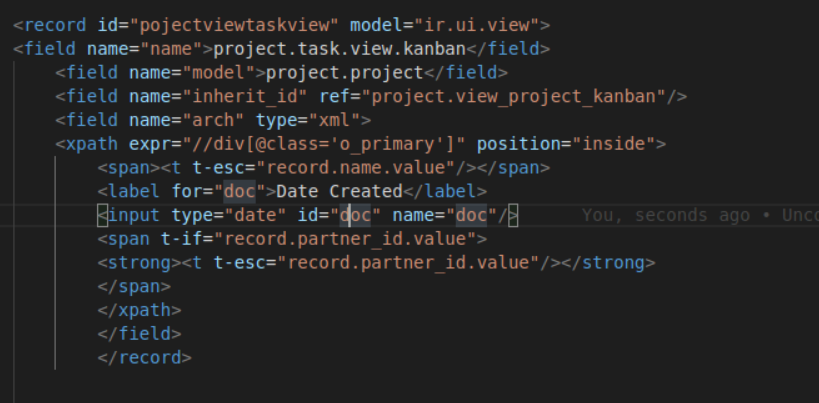 <record id="pojectviewtaskview" model="ir.ui.view">
<field name="name">project.task.view.kanban</field>
<field name="model">project.project</field>
<field name="inherit_id" ref="project.view_project_kanban"/>
<field name="arch" type="xml">
<xpath expr="//div[@class='o_primary']" position="inside">
<span><t t-esc="record.name.value"/></span>
<label for="doc">Date Created</label>
<input type="date" id="doc" name="doc"/> You, seconds ago • Unco
<span t-if="record.partner_id.value">
<strong><t t-esc="record.partner_id.value"/></strong>
</span>
</xpath>
</field>
</record>